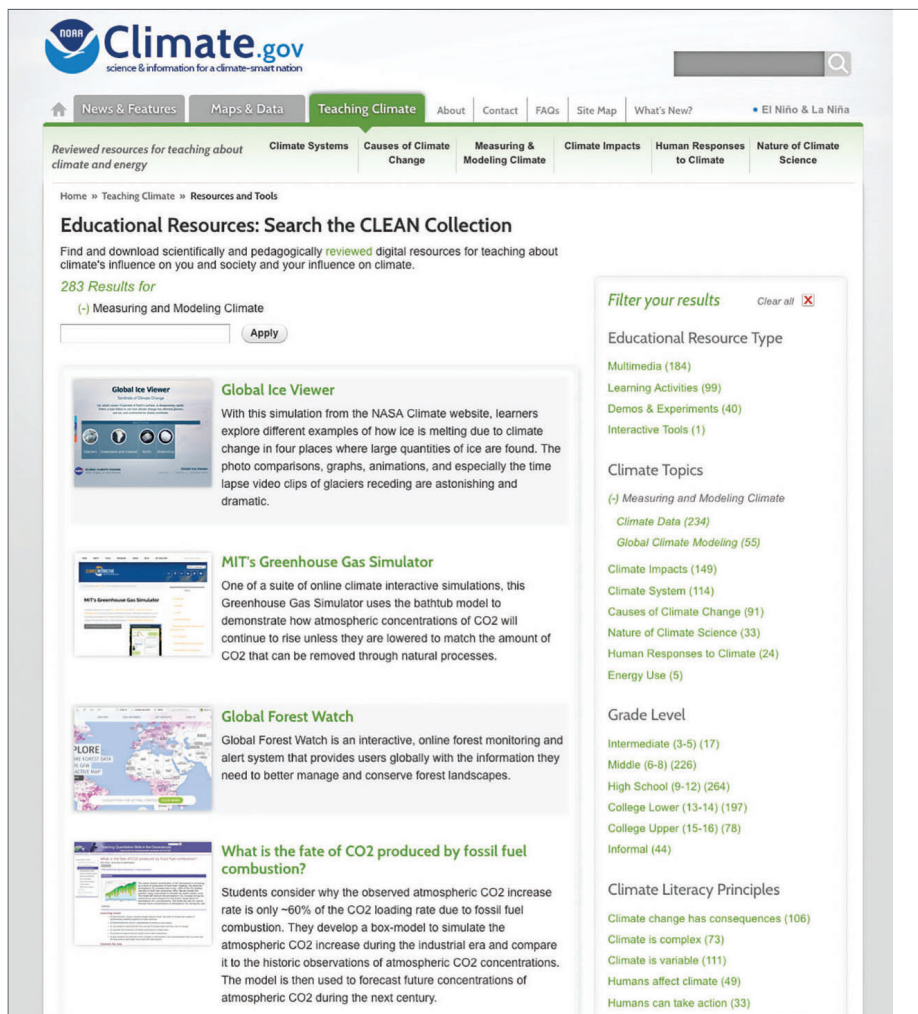 NOAA
Climate.gov
science & information for a climate-smart nation
News & Features
Maps & Data
Teaching Climate
About
Contact
FAQs
Site Map
What's New?
• El Niño & La Niña
Reviewed resources for teaching about
climate and energy
Climate Systems
Causes of Climate
Change
Measuring &
Modeling Climate
Climate Impacts
Human Responses
to Climate
Nature of Climate
Science
Home » Teaching Climate » Resources and Tools
Educational Resources: Search the CLEAN Collection
Find and download scientifically and pedagogically reviewed digital resources for teaching about
climate's influence on you and society and your influence on climate.
283 Results for
(-) Measuring and Modeling Climate
Apply
Global Ice Viewer
Global Ice Viewer
With this simulation from the NASA Climate website, learners
explore different examples of how ice is melting due to climate
change in four places where large quantities of ice are found. The
photo comparisons, graphs, animations, and especially the time
lapse video clips of glaciers receding are astonishing and
dramatic.
MIT's Greenhouse Gas Simulator
MIT's Greenhouse Gas Simulator
One of a suite of online climate interactive simulations, this
Greenhouse Gas Simulator uses the bathtub model to
demonstrate how atmospheric concentrations of CO2 will
continue to rise unless they are lowered to match the amount of
CO2 that can be removed through natural processes.
Global Forest Watch
Global Forest Watch is an interactive, online forest monitoring and
alert system that provides users globally with the information they
need to better manage and conserve forest landscapes.
What is the fate of CO2 produced by fossil fuel
combustion?
Students consider why the observed atmospheric CO2 increase
rate is only ~60% of the CO2 loading rate due to fossil fuel
combustion. They develop a box-model to simulate the
atmospheric CO2 increase during the industrial era and compare
it to the historic observations of atmospheric CO2 concentrations.
The model is then used to forecast future concentrations of
atmospheric CO2 during the next century.
Filter your results
Clear all X
Educational Resource Type
Multimedia (184)
Learning Activities (99)
Demos & Experiments (40)
Interactive Tools (1)
Climate Topics
(-) Measuring and Modeling Climate
Climate Data (234)
Global Climate Modeling (55)
Climate Impacts (149)
Climate System (114)
Causes of Climate Change (91)
Nature of Climate Science (33)
Human Responses to Climate (24)
Energy Use (5)
Grade Level
Intermediate (3-5) (17)
Middle (6-8) (226)
High School (9-12) (264)
College Lower (13-14) (197)
College Upper (15-16) (78)
Informal (44)
Climate Literacy Principles
Climate change has consequences (106)
Climate is complex (73)
Climate is variable (111)
Humans affect climate (49)
Humans can take action (33)